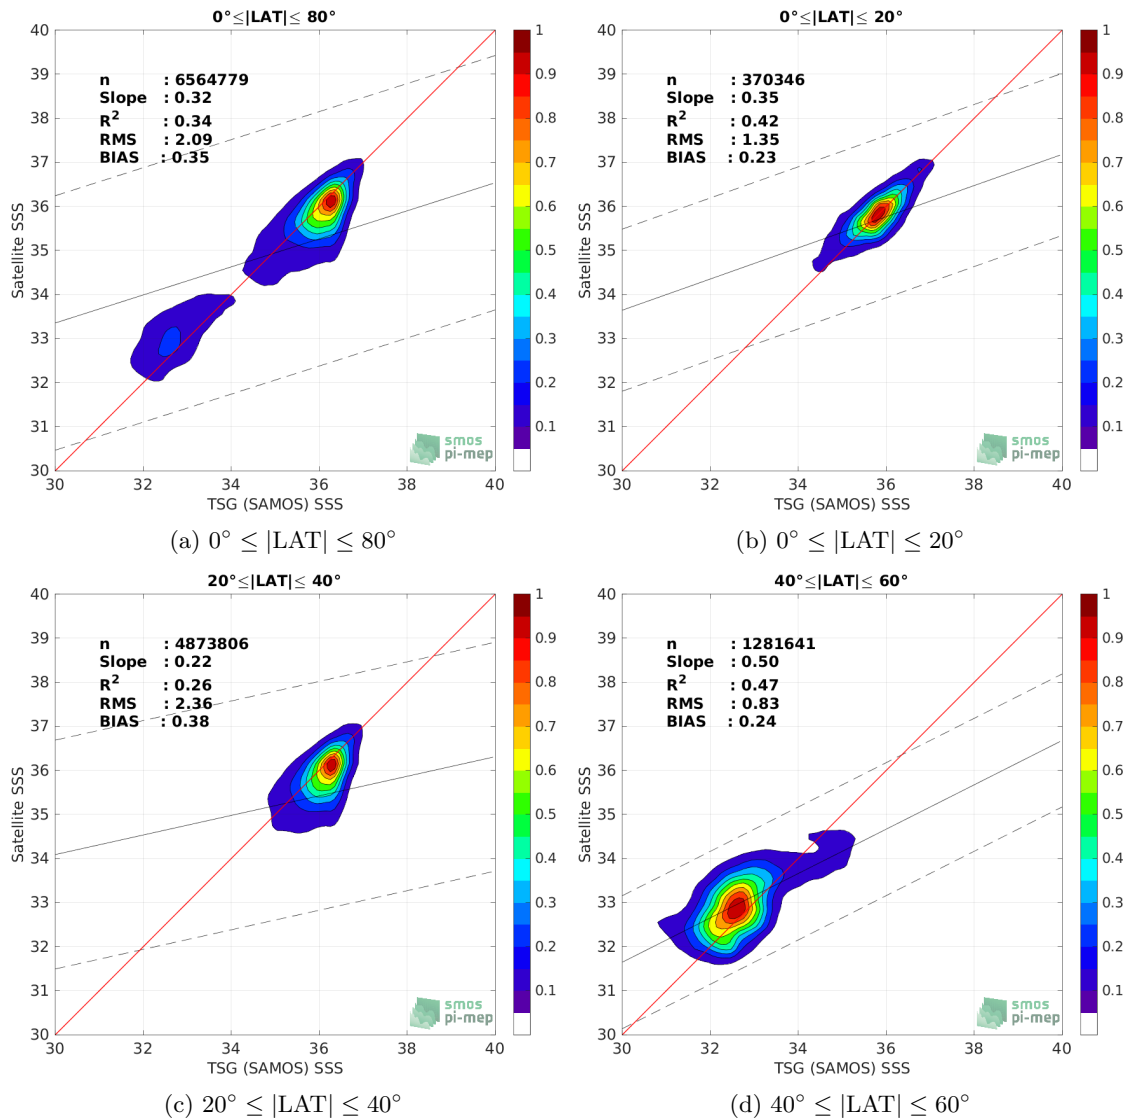 0°≤|LAT|≤ 80°
n : 6564779
Slope : 0.32
R² : 0.34
RMS : 2.09
BIAS : 0.35
Satellite SSS
40
39
38
37
36
35
34
33
32
31
30
30 32 34 36 38 40
TSG (SAMOS) SSS
1
0.9
0.8
0.7
0.6
0.5
0.4
0.3
0.2
0.1
smos
pi-mep
(a) 0° ≤ |LAT| ≤ 80°
0°≤|LAT|≤ 20°
n : 370346
Slope : 0.35
R² : 0.42
RMS : 1.35
BIAS : 0.23
Satellite SSS
40
39
38
37
36
35
34
33
32
31
30
30 32 34 36 38 40
TSG (SAMOS) SSS
1
0.9
0.8
0.7
0.6
0.5
0.4
0.3
0.2
0.1
smos
pi-mep
(b) 0° ≤ |LAT| ≤ 20°
20°≤|LAT|≤ 40°
n : 4873806
Slope : 0.22
R² : 0.26
RMS : 2.36
BIAS : 0.38
Satellite SSS
40
39
38
37
36
35
34
33
32
31
30
30 32 34 36 38 40
TSG (SAMOS) SSS
1
0.9
0.8
0.7
0.6
0.5
0.4
0.3
0.2
0.1
smos
pi-mep
(c) 20° ≤ |LAT| ≤ 40°
40°≤|LAT|≤ 60°
n : 1281641
Slope : 0.50
R² : 0.47
RMS : 0.83
BIAS : 0.24
Satellite SSS
40
39
38
37
36
35
34
33
32
31
30
30 32 34 36 38 40
TSG (SAMOS) SSS
1
0.9
0.8
0.7
0.6
0.5
0.4
0.3
0.2
0.1
smos
pi-mep
(d) 40° ≤ |LAT| ≤ 60°